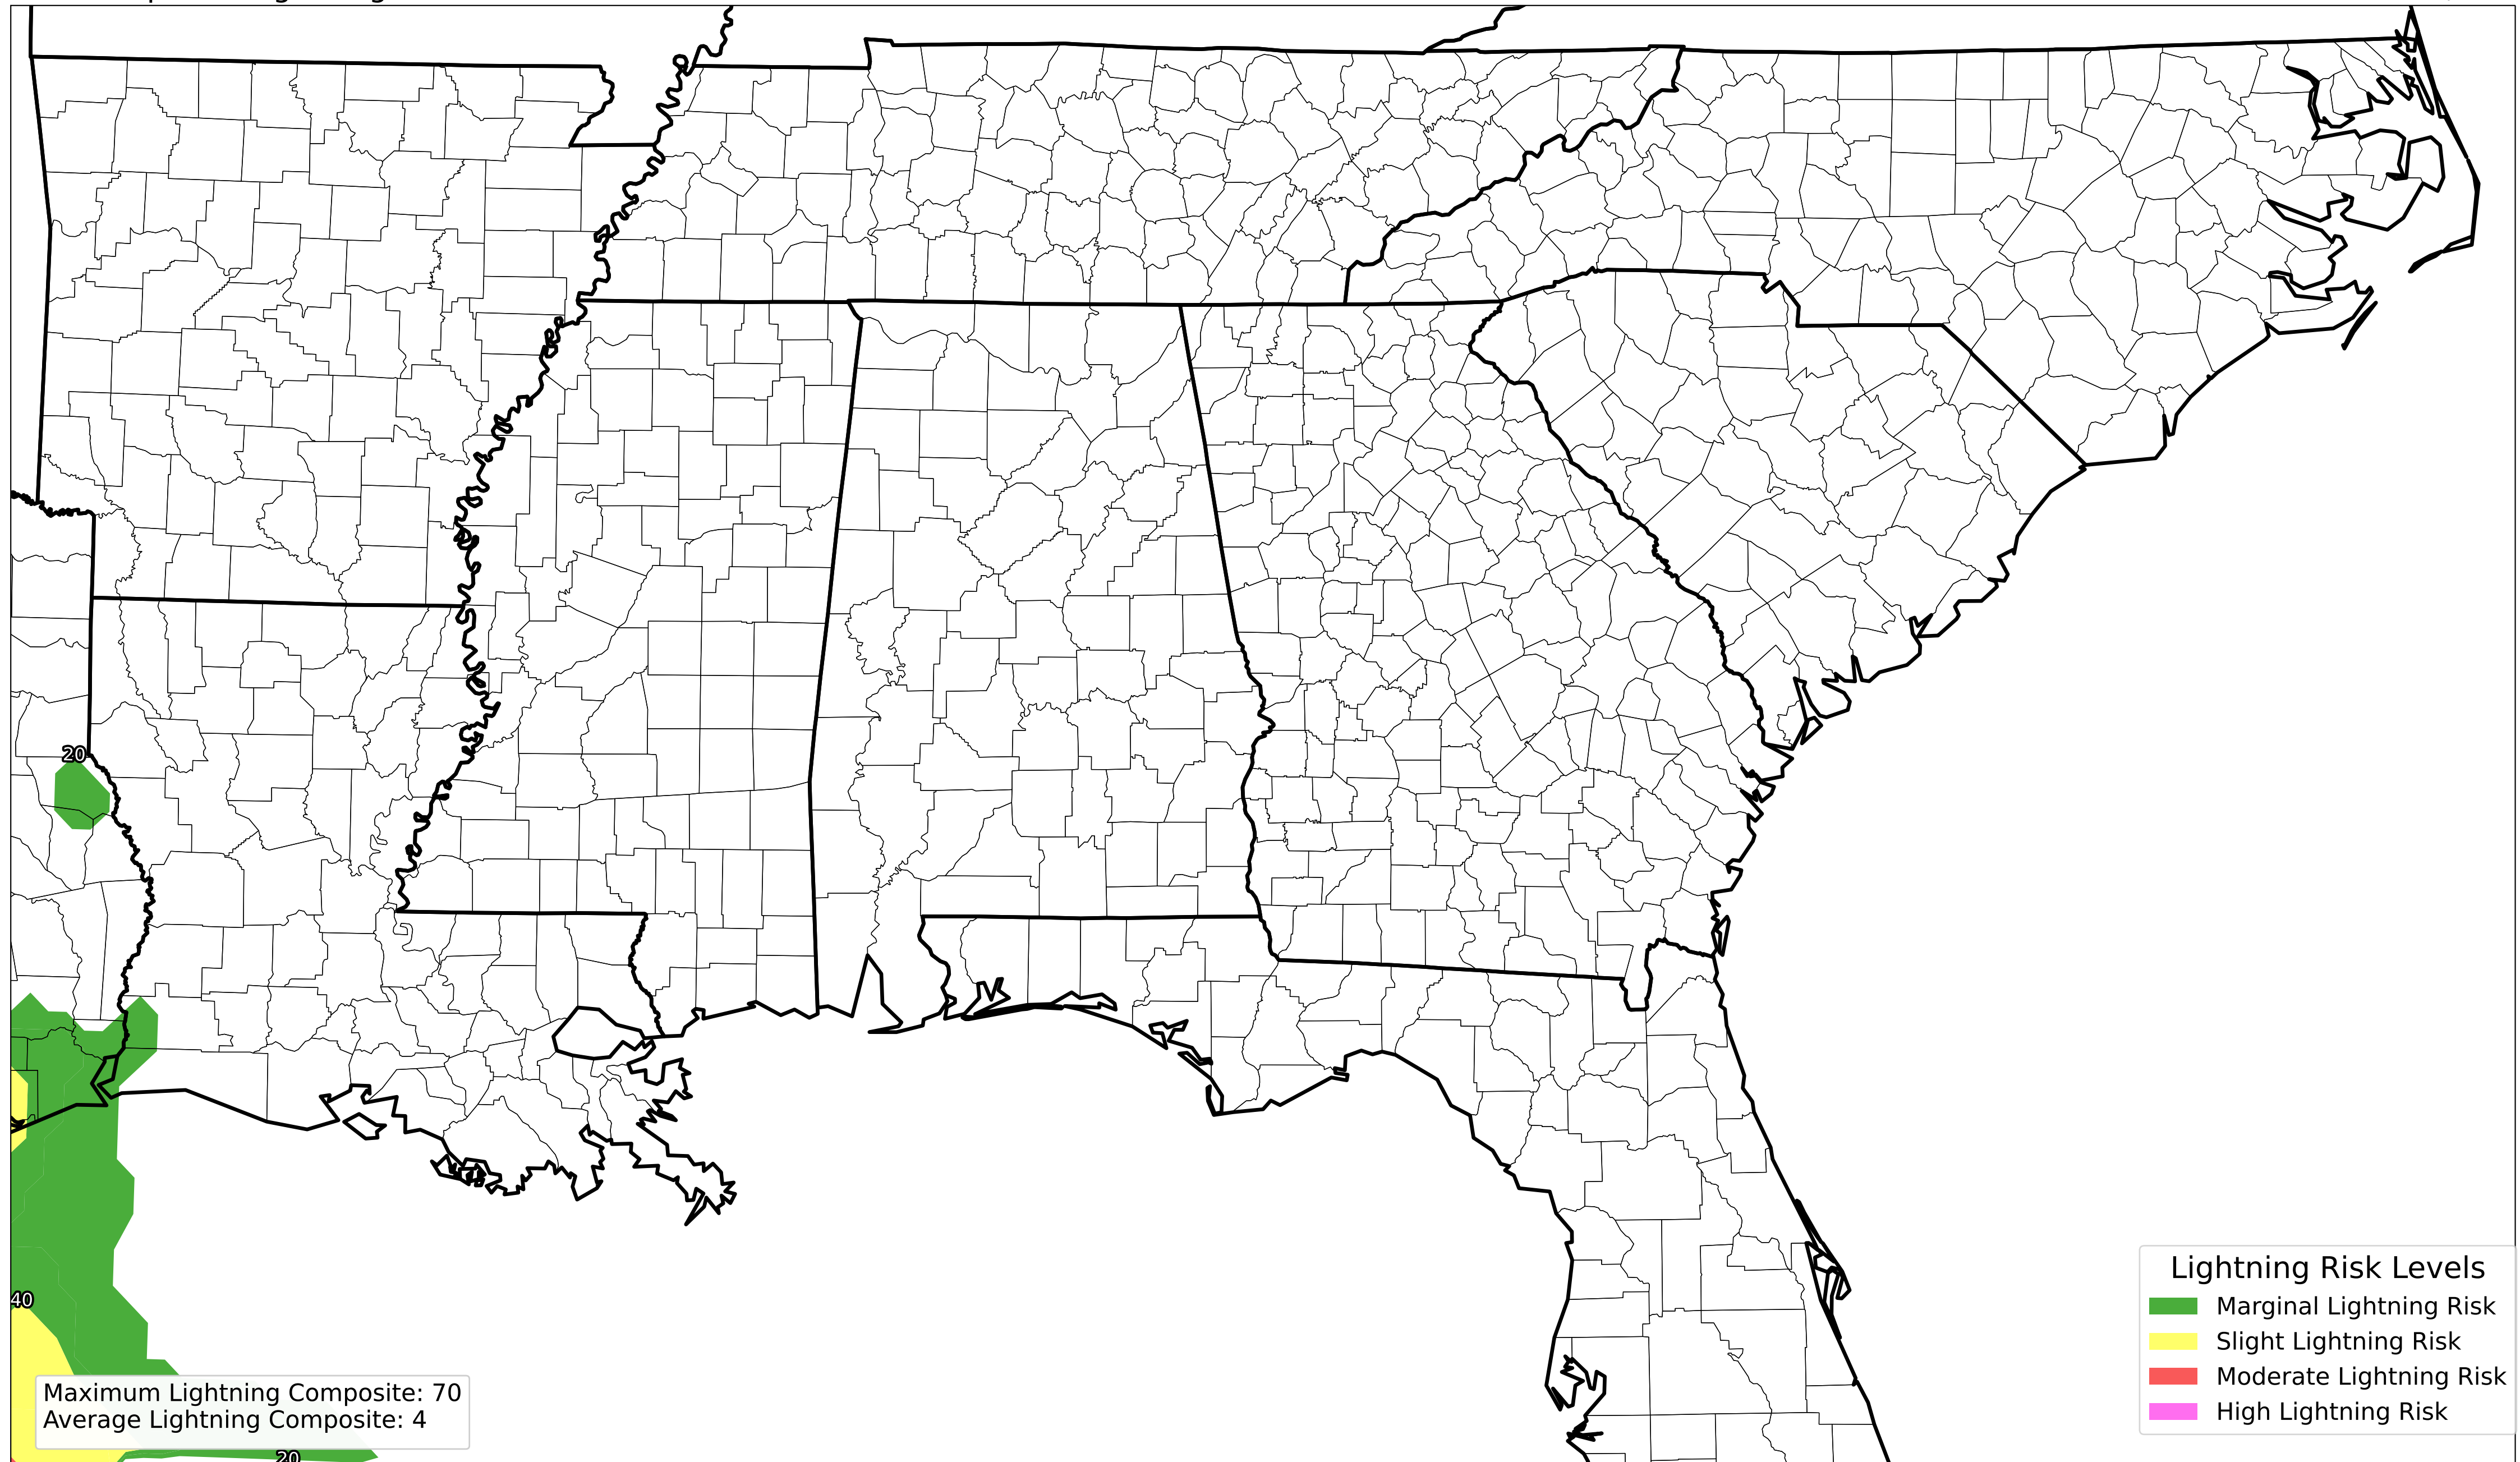 20
40
Maximum Lightning Composite: 70
Average Lightning Composite: 4
20
Lightning Risk Levels
Marginal Lightning Risk
Slight Lightning Risk
Moderate Lightning Risk
High Lightning Risk